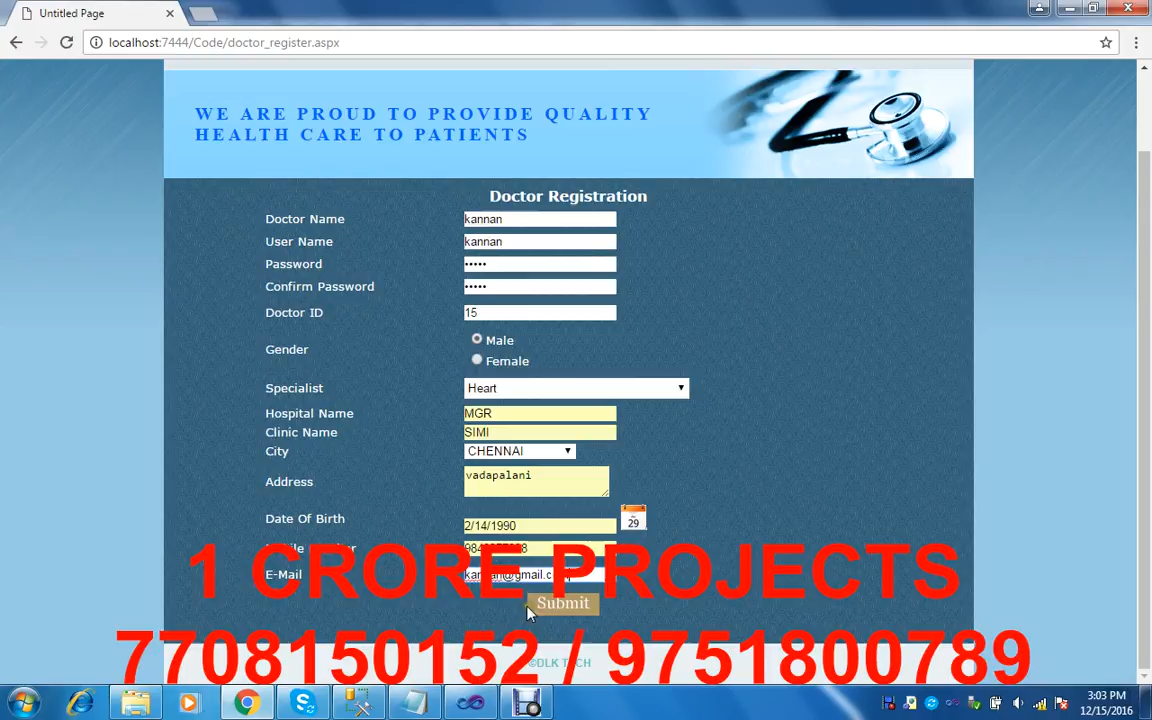 Untitled Page
localhost:7444/Code/doctor_register.aspx
WE ARE PROUD TO PROVIDE QUALITY
HEALTH CARE TO PATIENTS
Doctor Registration
Doctor Name kannan
User Name kannan
Password •••••
Confirm Password •••••
Doctor ID 15
Gender
Male
Female
Specialist Heart
Hospital Name MGR
Clinic Name SIMI
City CHENNAI
Address vadapalani
Date Of Birth 2/14/1990
29
E-Mail
1 CRORE PROJECTS
Submit
7708150152 / 9751800789
©DLK TECH
3:03 PM
12/15/2016